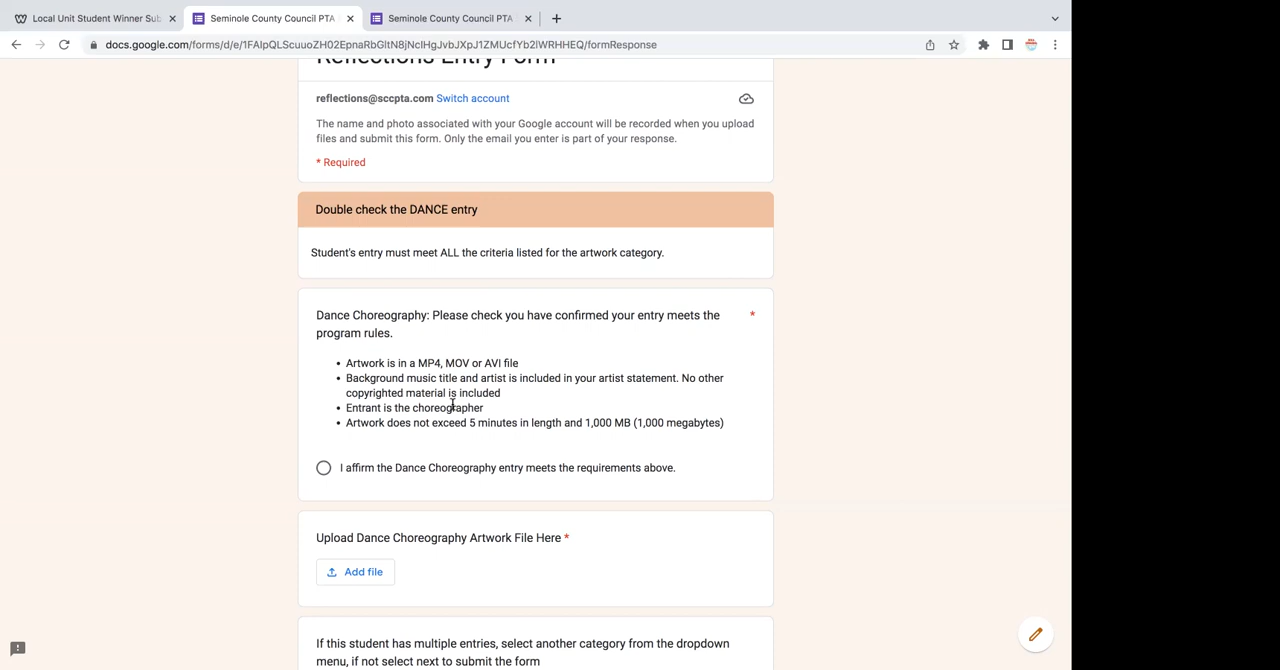 Local Unit Student Winner Sub
Seminole County Council PTA
Seminole County Council PTA
docs.google.com/forms/d/e/1FAIpQLScuuoZH02EpnaRbGltN8jNcIHgJvbJXpJ1ZMUcfYb2lWRHHEQ/formResponse
Reflections Entry Form
reflections@sccpta.com Switch account
The name and photo associated with your Google account will be recorded when you upload
files and submit this form. Only the email you enter is part of your response.
* Required
Double check the DANCE entry
Student's entry must meet ALL the criteria listed for the artwork category.
Dance Choreography: Please check you have confirmed your entry meets the *
program rules.
• Artwork is in a MP4, MOV or AVI file
• Background music title and artist is included in your artist statement. No other
copyrighted material is included
• Entrant is the choreographer
• Artwork does not exceed 5 minutes in length and 1,000 MB (1,000 megabytes)
I affirm the Dance Choreography entry meets the requirements above.
Upload Dance Choreography Artwork File Here *
Add file
If this student has multiple entries, select another category from the dropdown
menu, if not select next to submit the form